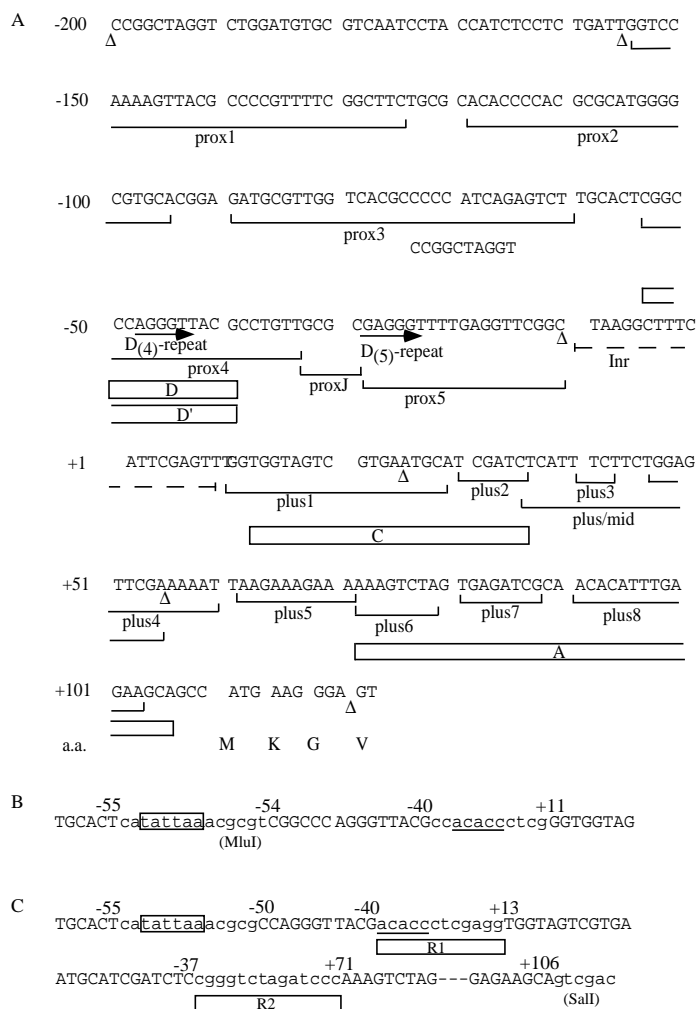 A
-200 CCGGCTAGGT CTGGATGTGC GTCAATCCTA CCATCTCCTC TGATTGGTCC
Δ Δ
-150 AAAAGTTACG CCCCGTTTTC GGCTTCTGCG CACACCCCAC GCGCATGGGG
prox1 prox2
-100 CGTGCACGGA GATGCGTTGG TCACGCCCCC ATCAGAGTCT TGCACTCGGC
prox3
CCGGCTAGGT
-50 CCAGGGTTAC GCCTGTTGCG CGAGGGTTTTGAGGTTCGGC TAAGGCTTTC
Δ
D(4)-repeat D(5)-repeat Inr
prox4 proxJ prox5
D
D'
+1 ATTCGAGTTTGGTGGTAGTC GTGAATGCAT CGATCTCATT TCTTCTGGAG
Δ
plus1 plus2 plus3
plus/mid
C
+51 TTCGAAAAAT TAAGAAAGAA AAAAGTCTAG TGAGATCGCA ACACATTTGA
Δ
plus4 plus5 plus6 plus7 plus8
A
+101 GAAGCAGCC ATG AAG GGA GT
Δ
a.a. M K G V
B
-55 -54 -40 +11
TGCACTcatattaaacgcgtCGGCCCAGGGTTACGccacaccctcgGGTGGTAG
(MluI)
C
-55 -50 -40 +13
TGCACTcatattaaacgcgCCAGGGTTACGacaccctcgaggTGGTAGTCGTGA
R1
-37 +71 +106
ATGCATCGATCTCcgggtctagatcccAAAGTCTAG---GAGAAGCAgtcgac
R2 (SalI)